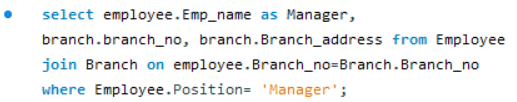 select employee.Emp_name as Manager,
branch.branch_no, branch.Branch_address from Employee
join Branch on employee.Branch_no=Branch.Branch_no
where Employee.Position= 'Manager';